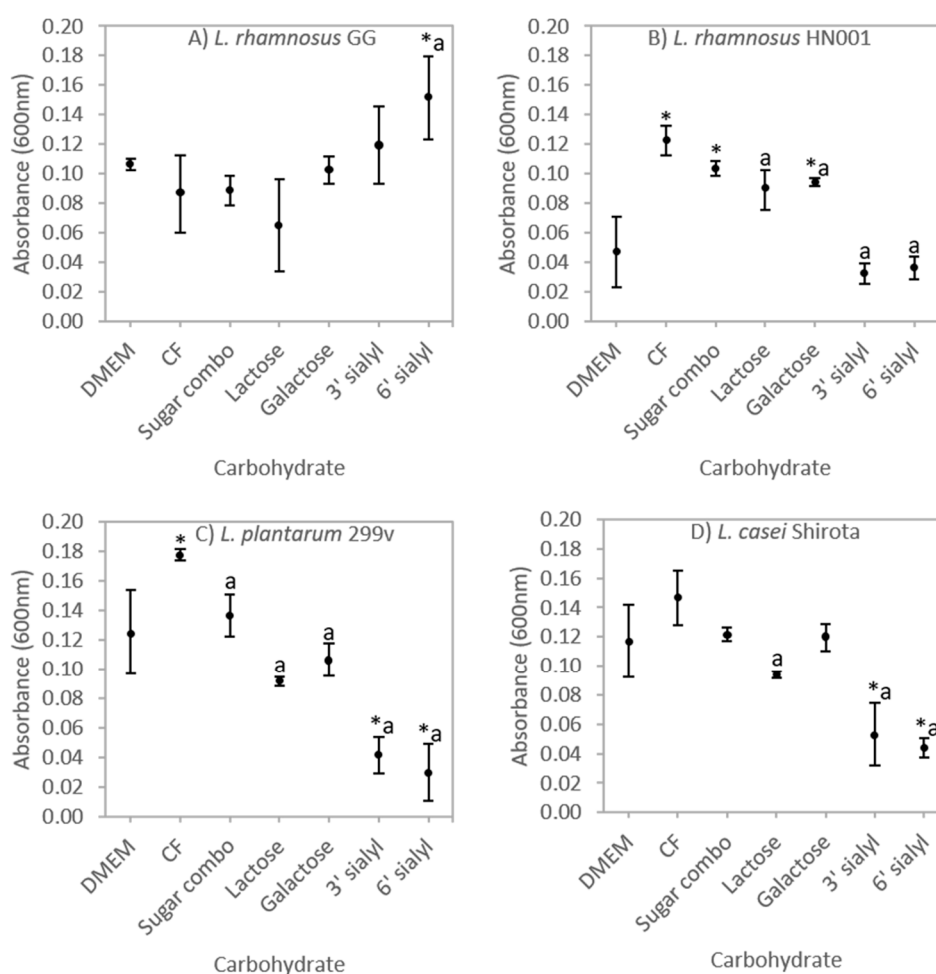 A) L. rhamnosus GG
Absorbance (600nm)
0.20
0.18
0.16
0.14
0.12
0.10
0.08
0.06
0.04
0.02
0.00
*a
DMEM
CF
Sugar combo
Lactose
Galactose
3' sialyl
6' sialyl
Carbohydrate
B) L. rhamnosus HN001
Absorbance (600nm)
0.20
0.18
0.16
0.14
0.12
0.10
0.08
0.06
0.04
0.02
0.00
*
*
a
*a
a
a
DMEM
CF
Sugar combo
Lactose
Galactose
3' sialyl
6' sialyl
Carbohydrate
C) L. plantarum 299v
Absorbance (600nm)
0.20
0.18
0.16
0.14
0.12
0.10
0.08
0.06
0.04
0.02
0.00
*
a
a
a
*a
*a
DMEM
CF
Sugar combo
Lactose
Galactose
3' sialyl
6' sialyl
Carbohydrate
D) L. casei Shirota
Absorbance (600nm)
0.20
0.18
0.16
0.14
0.12
0.10
0.08
0.06
0.04
0.02
0.00
a
*a
*a
DMEM
CF
Sugar combo
Lactose
Galactose
3' sialyl
6' sialyl
Carbohydrate